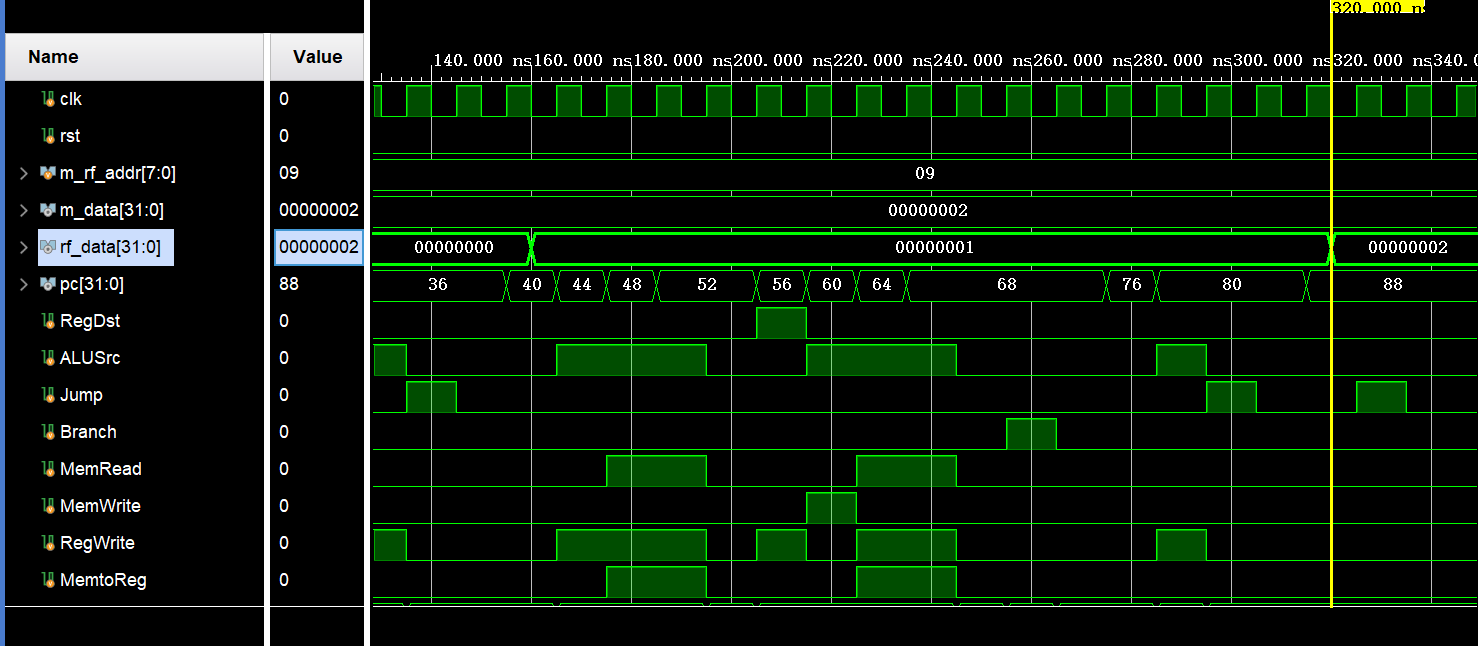 320.000 ns
Name Value 140.000 ns 160.000 ns 180.000 ns 200.000 ns 220.000 ns 240.000 ns 260.000 ns 280.000 ns 300.000 ns 320.000 ns 340.0
clk 0
rst 0
m_rf_addr[7:0] 09 09
m_data[31:0] 00000002 00000002
rf_data[31:0] 00000002 00000000 00000001 00000002
pc[31:0] 88 36 40 44 48 52 56 60 64 68 76 80 88
RegDst 0
ALUSrc 0
Jump 0
Branch 0
MemRead 0
MemWrite 0
RegWrite 0
MemtoReg 0